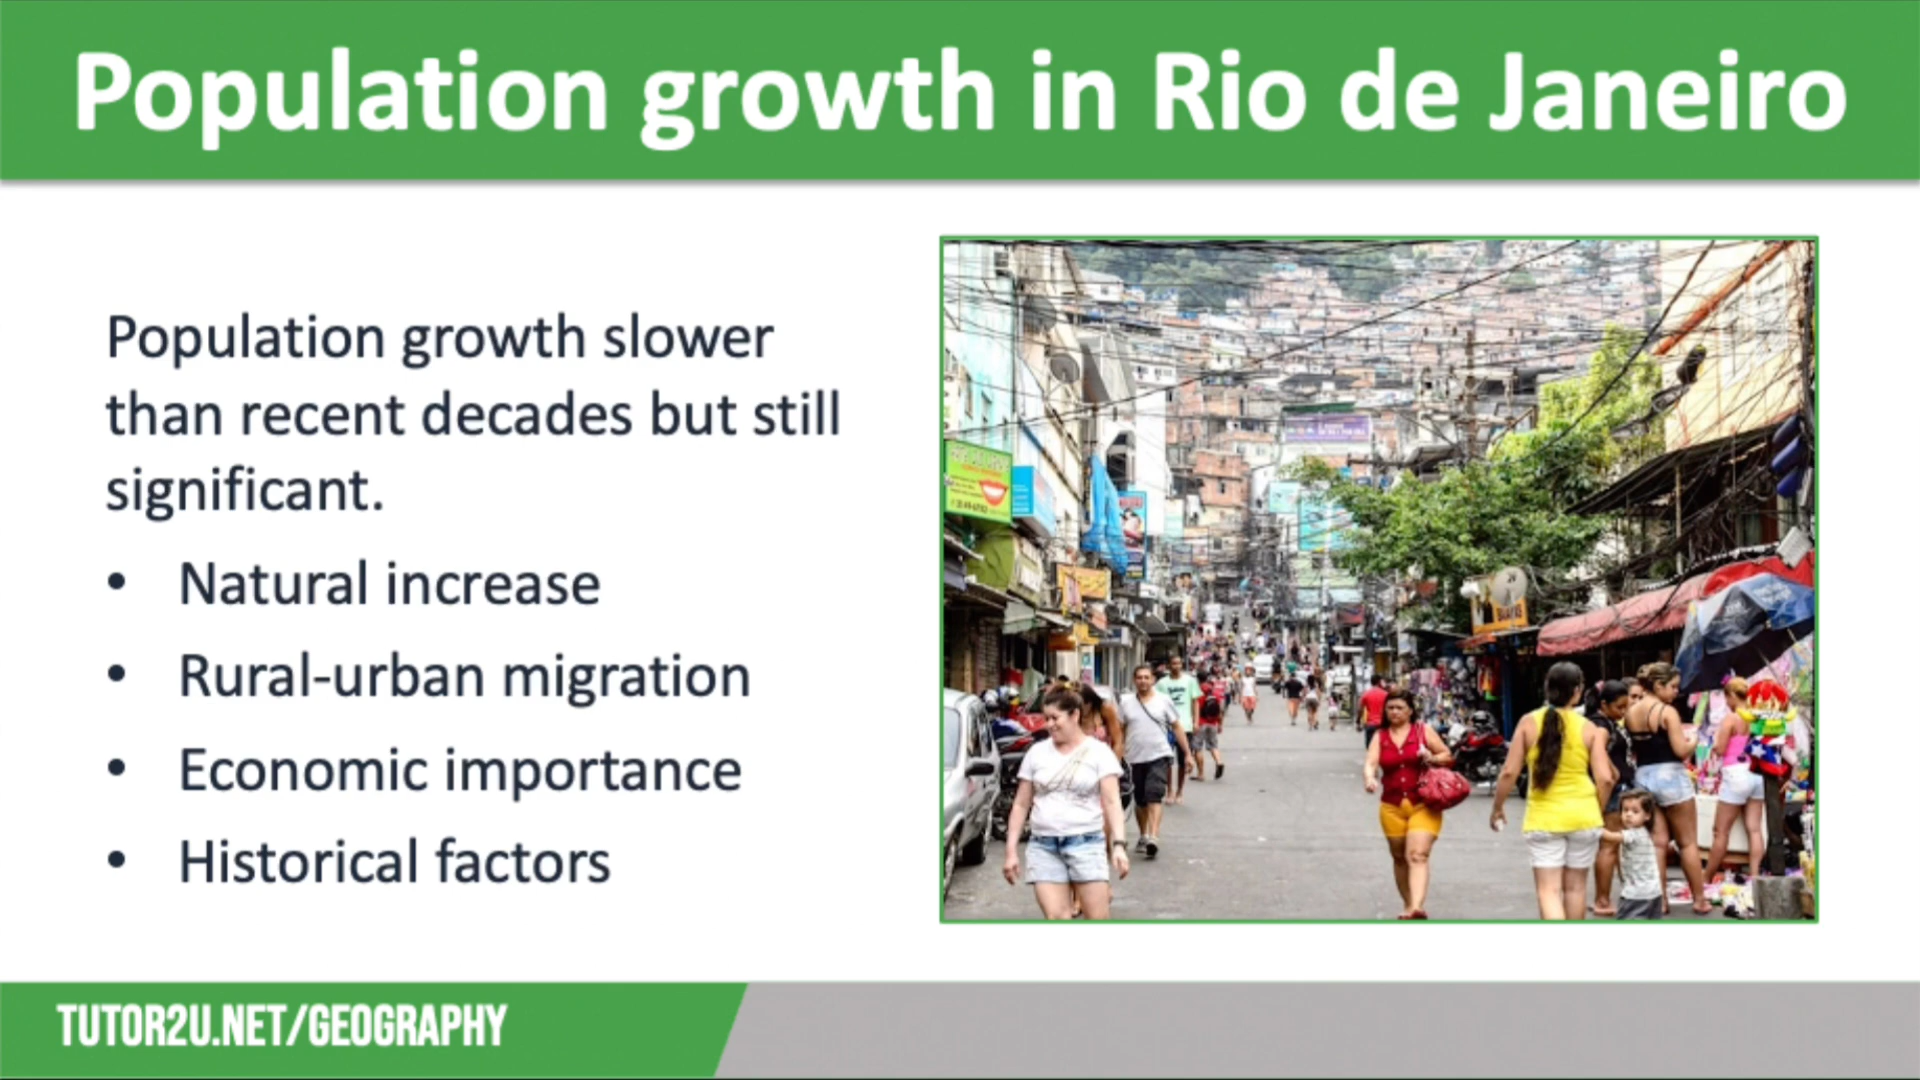 Population growth in Rio de Janeiro
Population growth slower
than recent decades but still
significant.
• Natural increase
• Rural-urban migration
• Economic importance
• Historical factors
TUTOR2U.NET/GEOGRAPHY